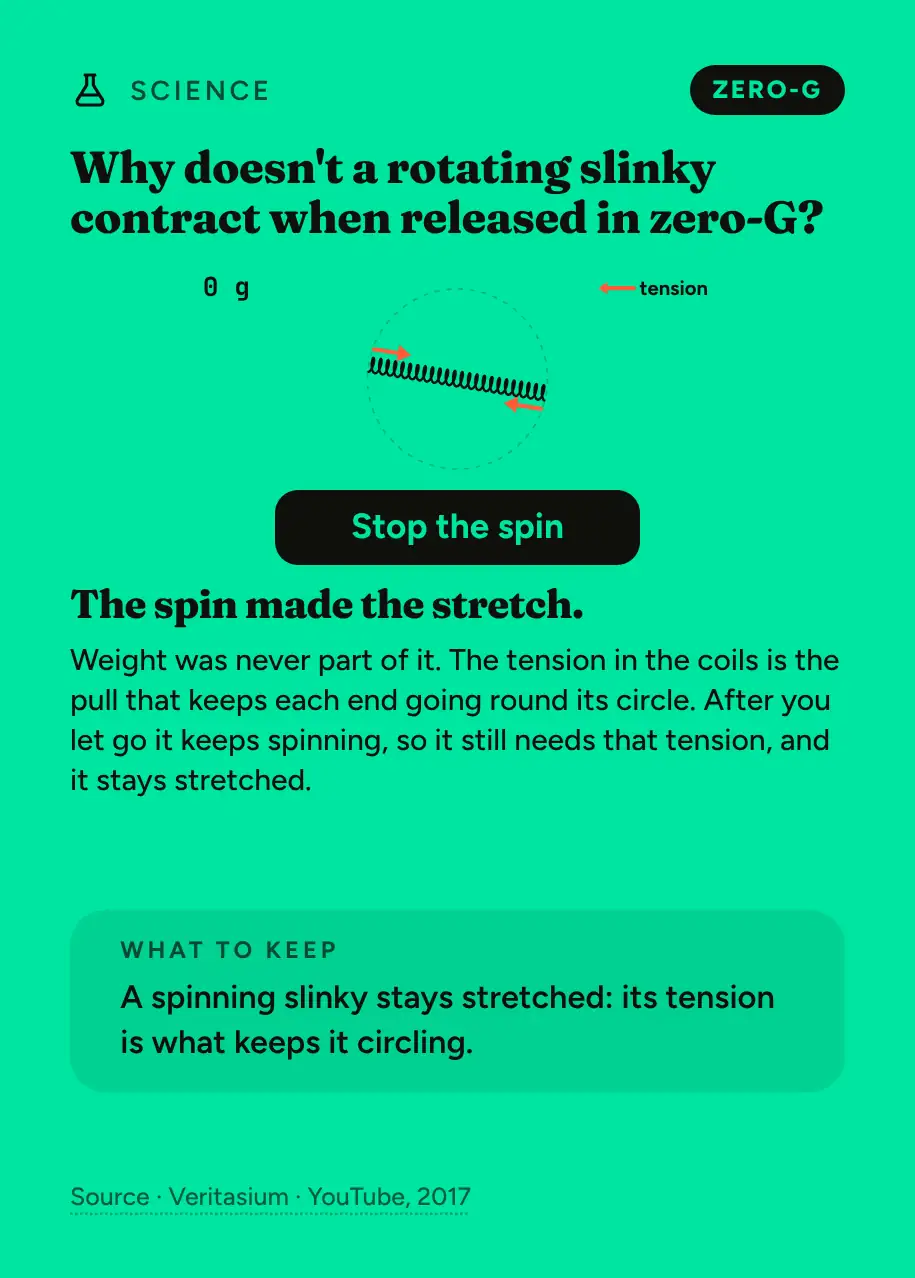 SCIENCE
ZERO-G
Why doesn't a rotating slinky
contract when released in zero-G?
0 g
tension
Stop the spin
The spin made the stretch.
Weight was never part of it. The tension in the coils is the
pull that keeps each end going round its circle. After you
let go it keeps spinning, so it still needs that tension, and
it stays stretched.
WHAT TO KEEP
A spinning slinky stays stretched: its tension
is what keeps it circling.
Source · Veritasium · YouTube, 2017